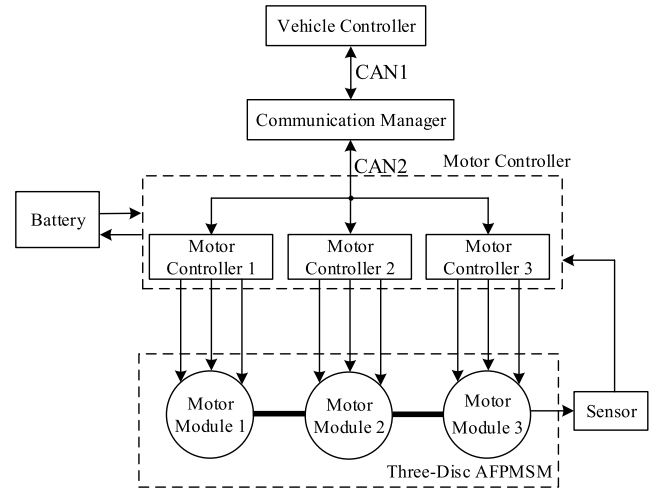 Vehicle Controller
CAN1
Communication Manager
CAN2
Motor Controller
Battery
Motor
Controller 1
Motor
Controller 2
Motor
Controller 3
Motor
Module 1
Motor
Module 2
Motor
Module 3
Sensor
Three-Disc AFPMSM